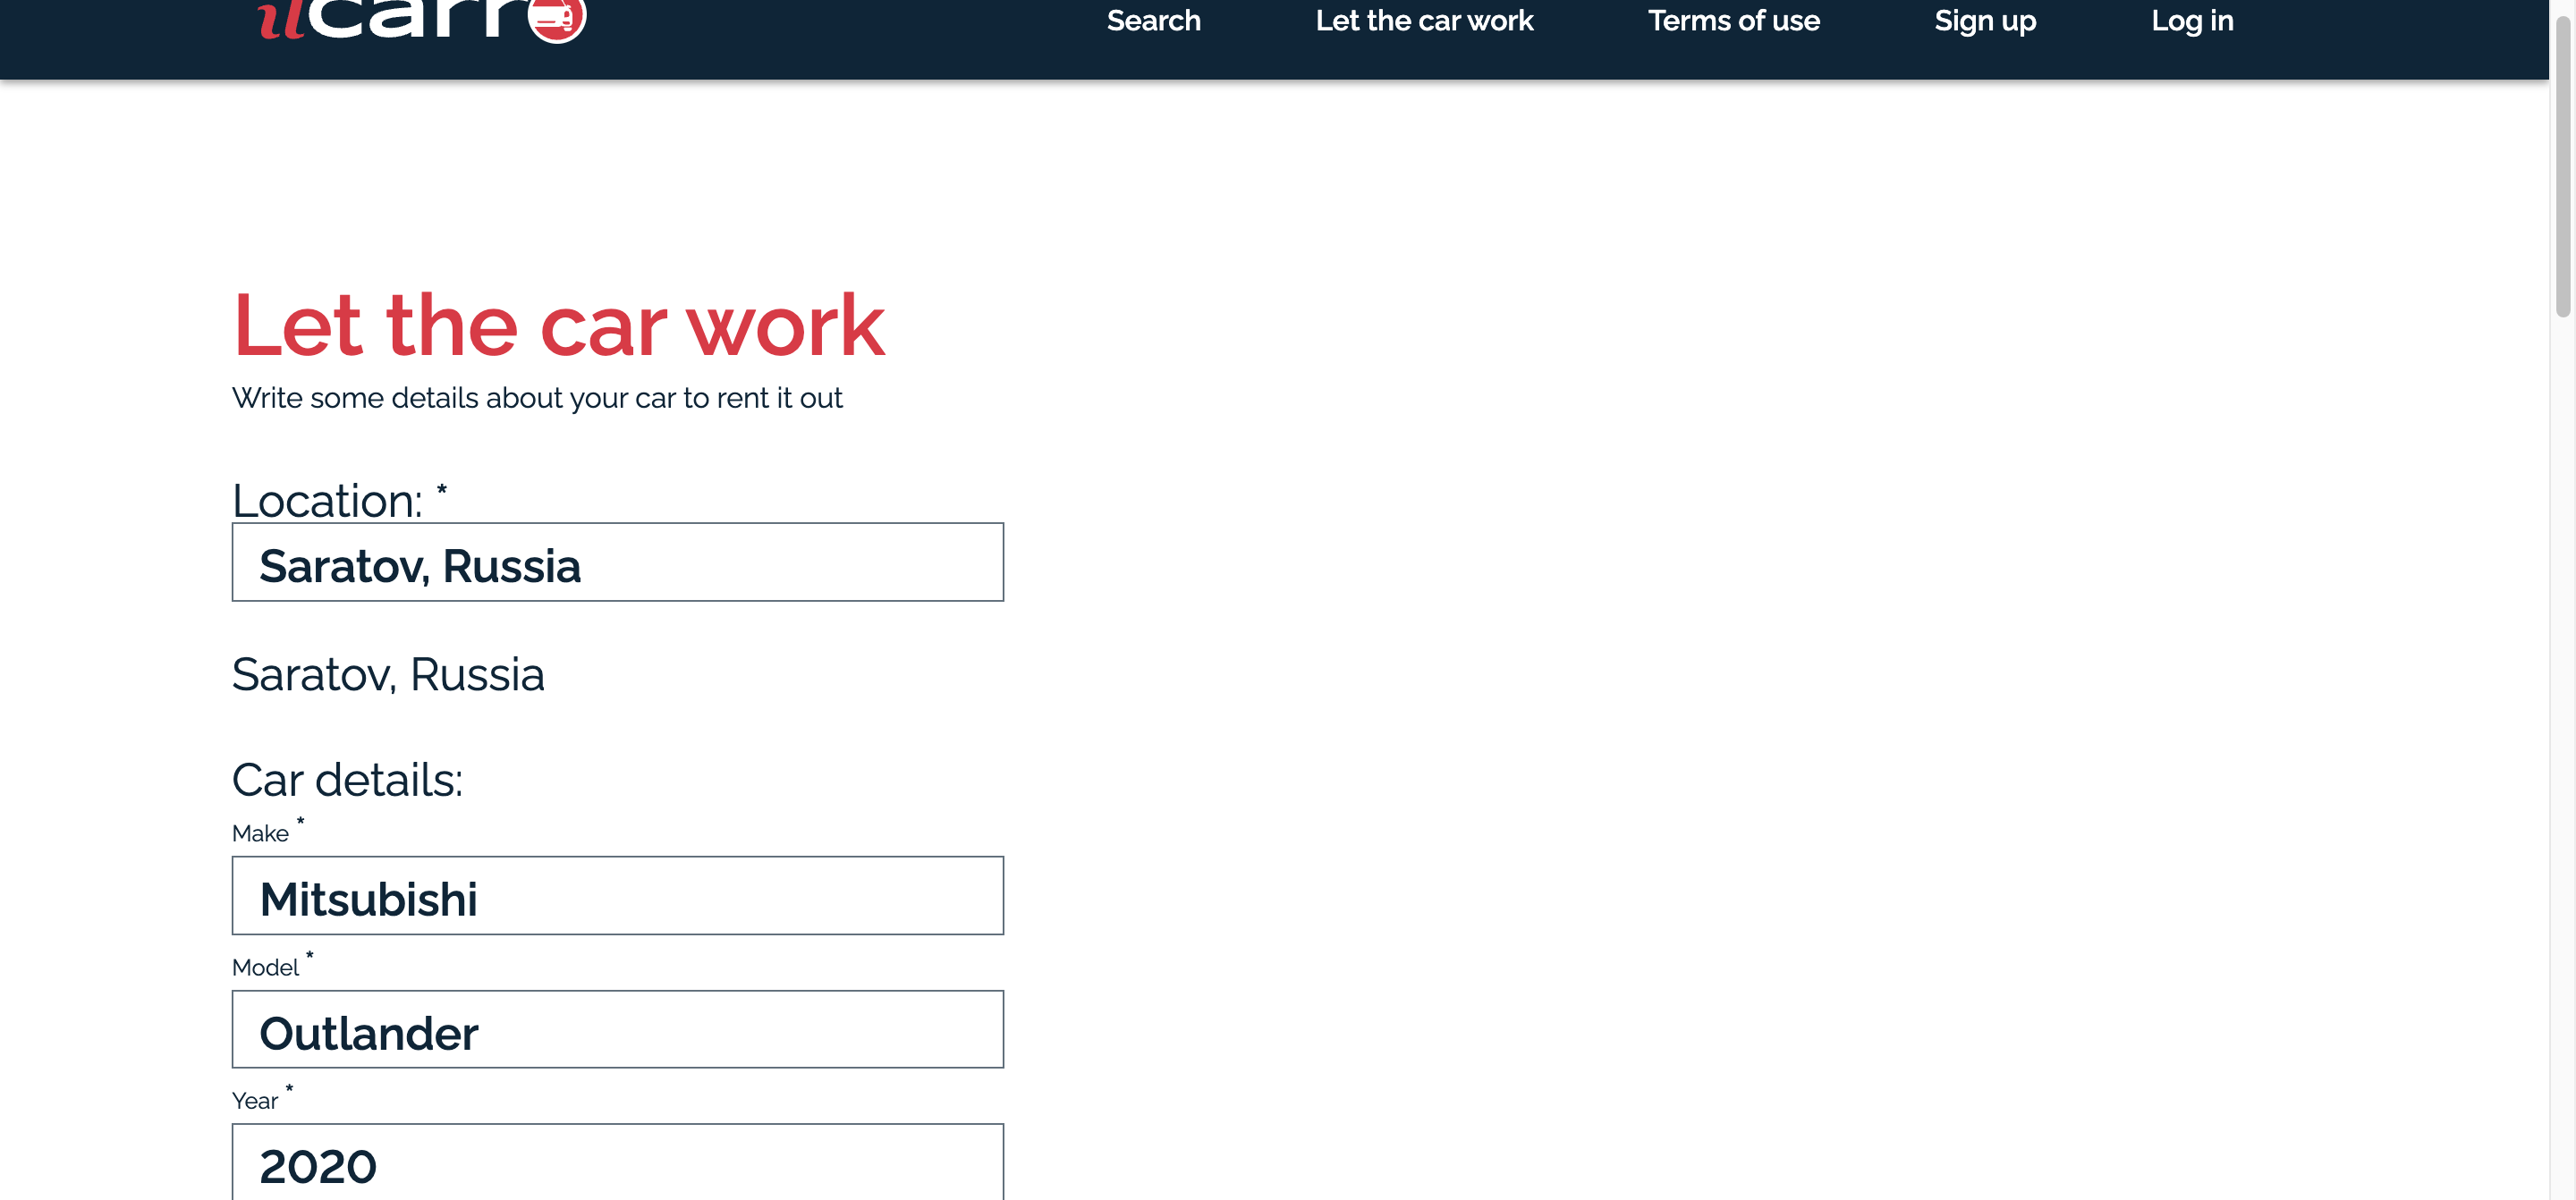 ilcarro
Search Let the car work Terms of use Sign up Log in
Let the car work
Write some details about your car to rent it out
Location: *
Saratov, Russia
Saratov, Russia
Car details:
Make *
Mitsubishi
Model *
Outlander
Year *
2020